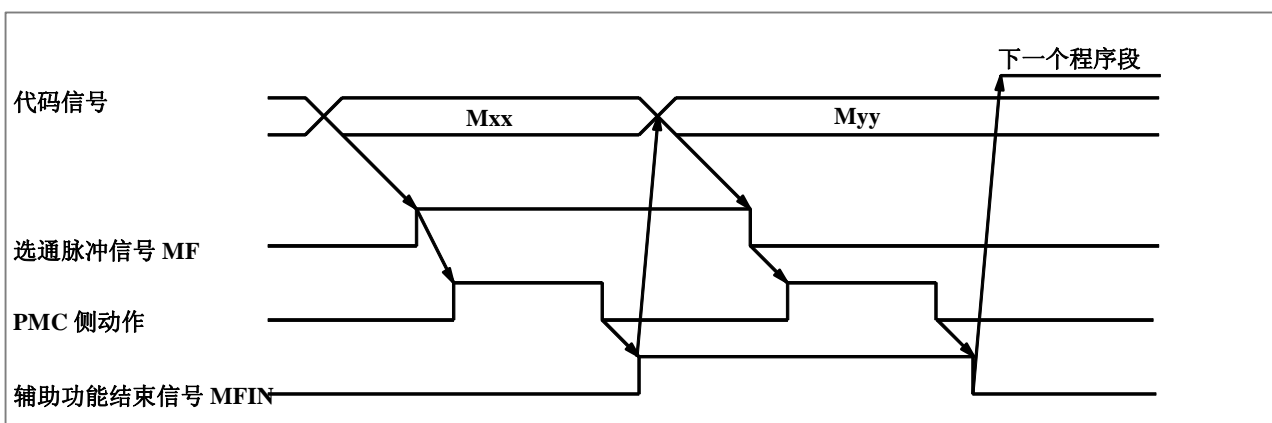 下一个程序段
代码信号
Mxx
Myy
选通脉冲信号 MF
PMC 侧动作
辅助功能结束信号 MFIN